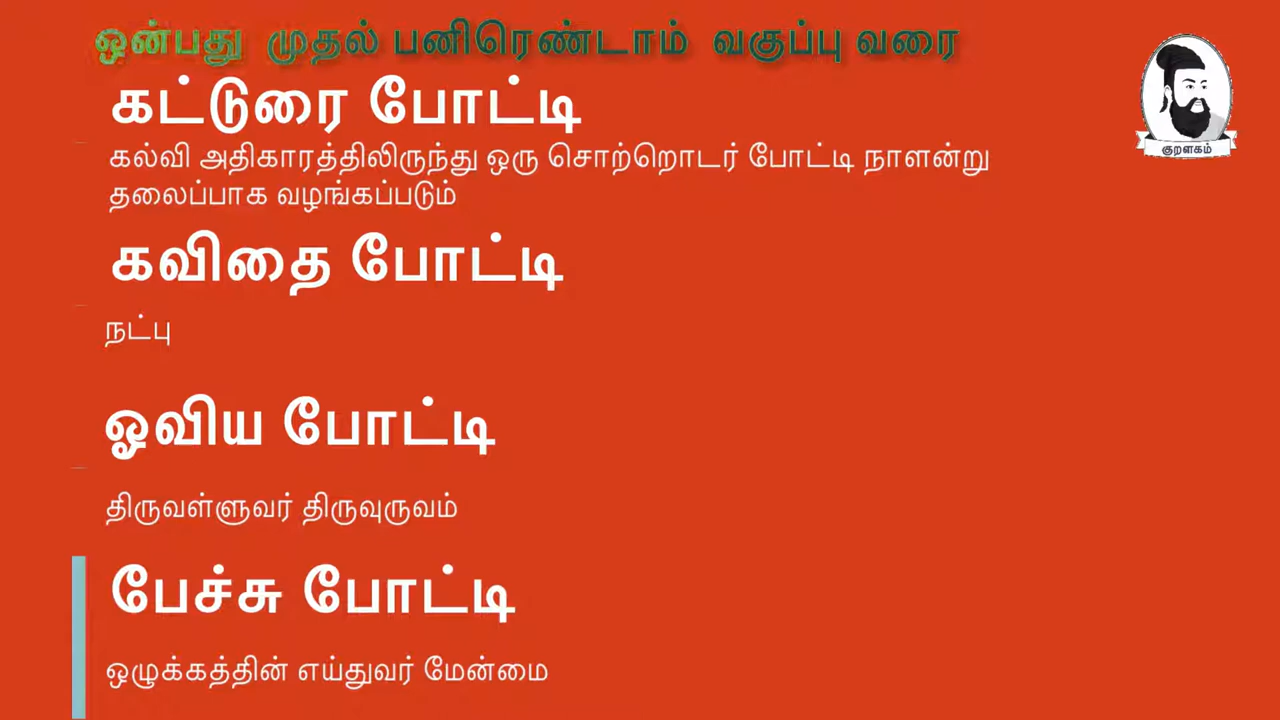 ஒன்பது முதல் பனிரெண்டாம் வகுப்பு வரை
கட்டுரை போட்டி
கல்வி அதிகாரத்திலிருந்து ஒரு சொற்றொடர் போட்டி நாளன்று
தலைப்பாக வழங்கப்படும்
கவிதை போட்டி
நட்பு
ஓவிய போட்டி
திருவள்ளுவர் திருவுருவம்
பேச்சு போட்டி
ஒழுக்கத்தின் எய்துவர் மேன்மை
குறளகம்